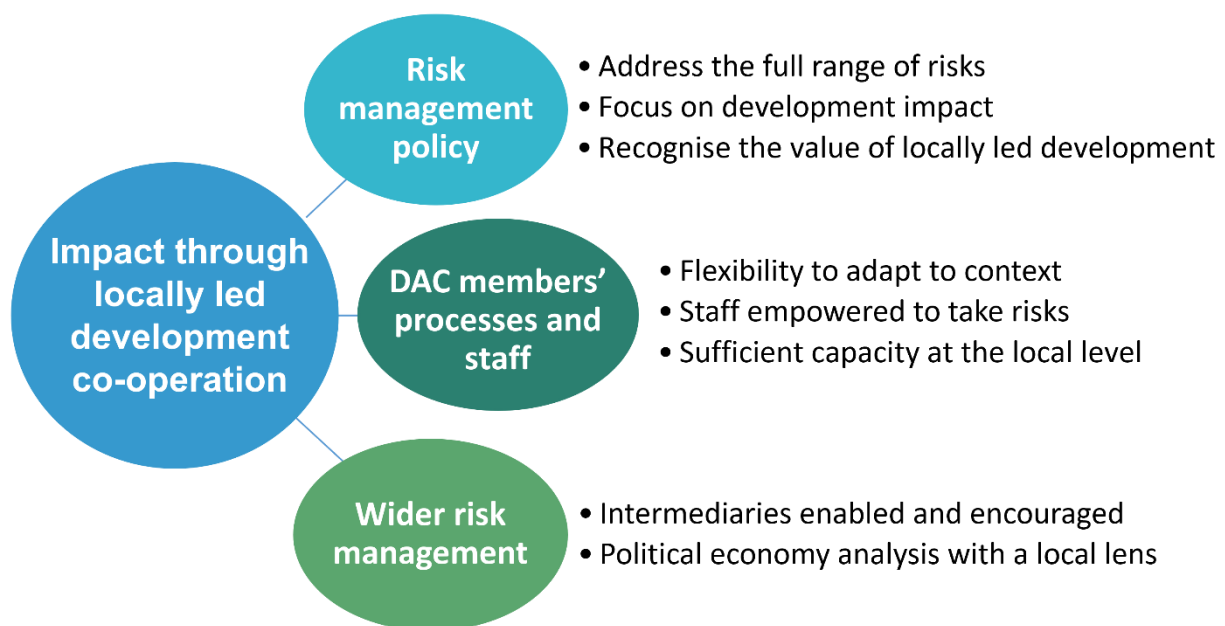 Impact through
locally led
development
co-operation
Risk
management
policy
• Address the full range of risks
• Focus on development impact
• Recognise the value of locally led development
DAC members’
processes and
staff
• Flexibility to adapt to context
• Staff empowered to take risks
• Sufficient capacity at the local level
Wider risk
management
• Intermediaries enabled and encouraged
• Political economy analysis with a local lens